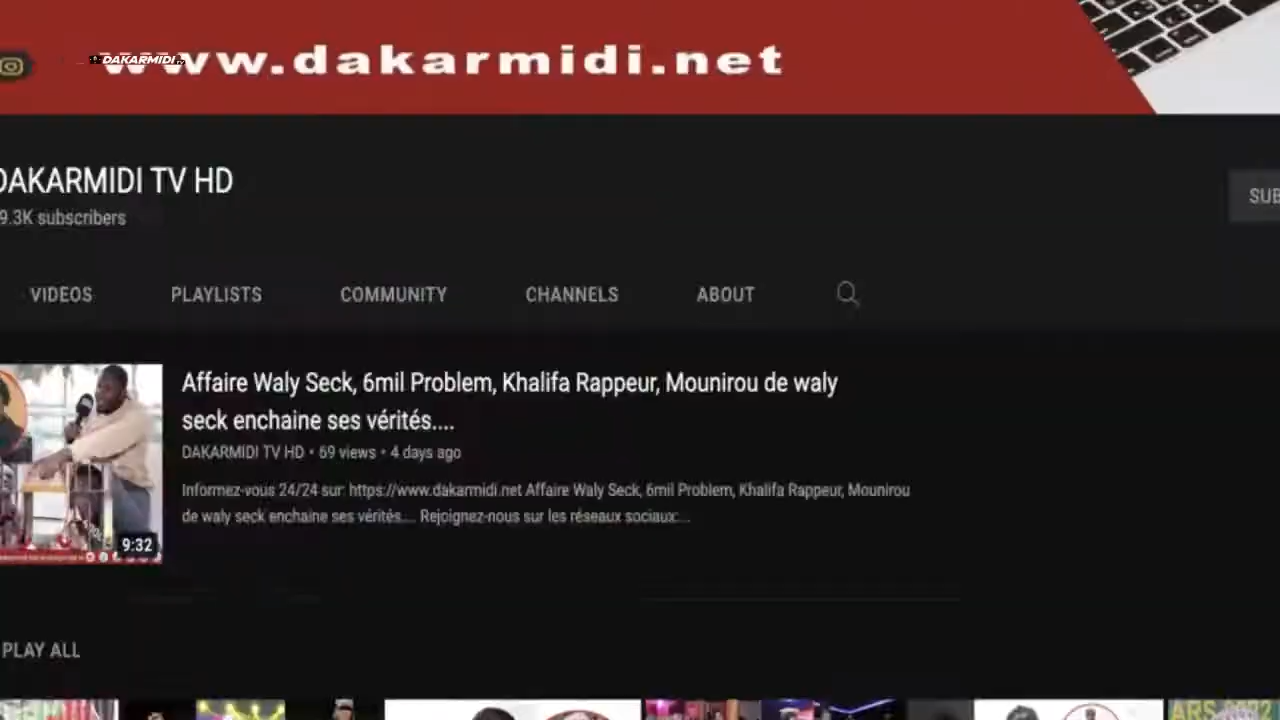 www.dakarmidi.net
DAKARMIDI
DAKARMIDI TV HD
9.3K subscribers
SUB
VIDEOS
PLAYLISTS
COMMUNITY
CHANNELS
ABOUT
Affaire Waly Seck, 6mil Problem, Khalifa Rappeur, Mounirou de waly
seck enchaine ses vérités....
DAKARMIDI TV HD • 69 views • 4 days ago
Informez-vous 24/24 sur: https://www.dakarmidi.net Affaire Waly Seck, 6mil Problem, Khalifa Rappeur, Mounirou
de waly seck enchaine ses vérités.... Rejoignez-nous sur les réseaux sociaux:...
9:32
PLAY ALL